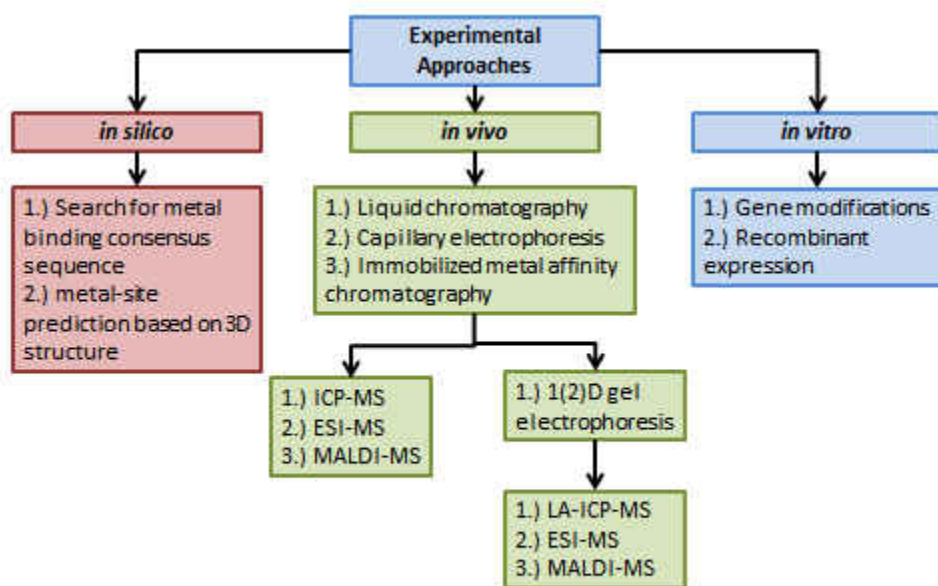 Experimental
Approaches
in silico
in vivo
in vitro
1.) Search for metal
binding consensus
sequence
2.) metal-site
prediction based on 3D
structure
1.) Liquid chromatography
2.) Capillary electrophoresis
3.) Immobilized metal affinity
chromatography
1.) Gene modifications
2.) Recombinant
expression
1.) ICP-MS
2.) ESI-MS
3.) MALDI-MS
1.) 1(2)D gel
electrophoresis
1.) LA-ICP-MS
2.) ESI-MS
3.) MALDI-MS